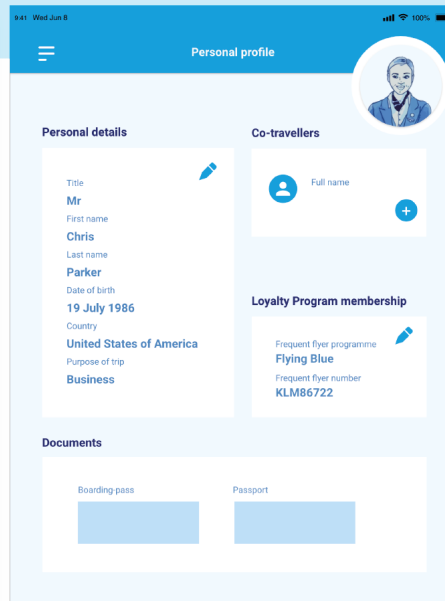 9:41 Wed Jun 8
100%
Personal profile
Personal details
Title
Mr
First name
Chris
Last name
Parker
Date of birth
19 July 1986
Country
United States of America
Purpose of trip
Business
Co-travellers
Full name
Loyalty Program membership
Frequent flyer programme
Flying Blue
Frequent flyer number
KLM86722
Documents
Boarding-pass
Passport